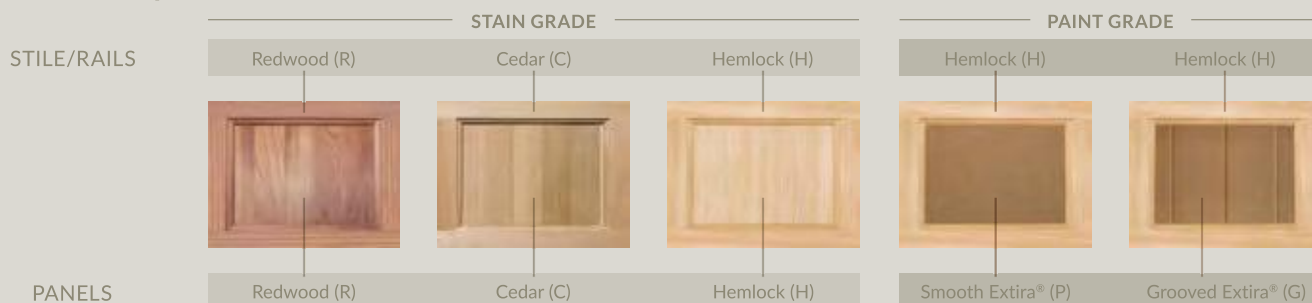 STAIN GRADE
PAINT GRADE
STILE/RAILS
Redwood (R)
Cedar (C)
Hemlock (H)
Hemlock (H)
Hemlock (H)
PANELS
Redwood (R)
Cedar (C)
Hemlock (H)
Smooth Extira® (P)
Grooved Extira® (G)